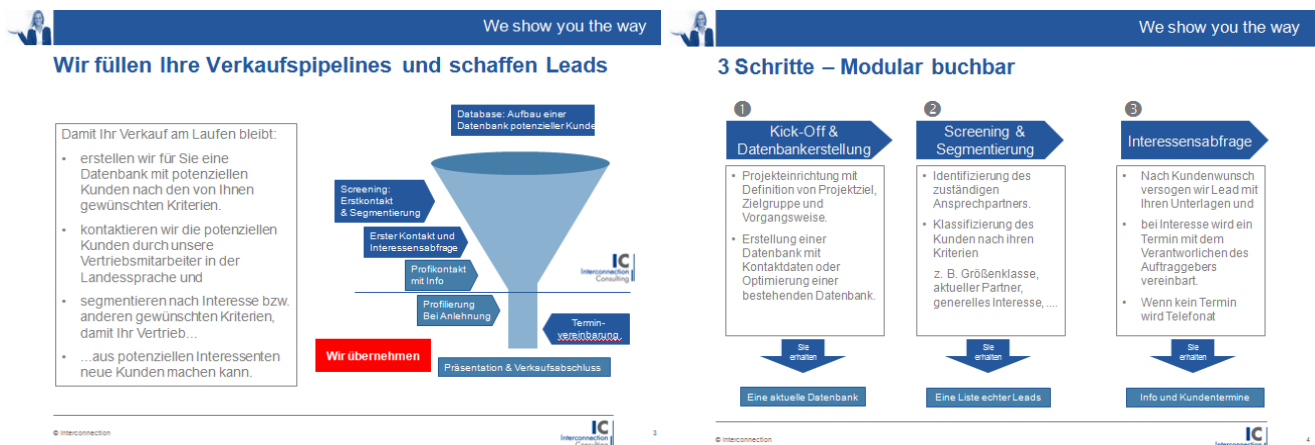 We show you the way
Wir füllen Ihre Verkaufspipelines und schaffen Leads
Damit Ihr Verkauf am Laufen bleibt:
• erstellen wir für Sie eine
Datenbank mit potenziellen
Kunden nach den von Ihnen
gewünschten Kriterien.
• kontaktieren wir die potenziellen
Kunden durch unsere
Vertriebsmitarbeiter in der
Landessprache und
• segmentieren nach Interesse bzw.
anderen gewünschten Kriterien,
damit Ihr Vertrieb...
• ...aus potenziellen Interessenten
neue Kunden machen kann.
Database: Aufbau einer
Datenbank potenzieller Kunde
Screening:
Erstkontakt
& Segmentierung
Erster Kontakt und
Interessensabfrage
Profikontakt
mit Info
Profilierung
Bei Anlehnung
Termin-
vereinbarung
IC
Interconnection
Consulting
Wir übernehmen
Präsentation & Verkaufsabschluss
© Interconnection
IC
Interconnection
Consulting
3
We show you the way
3 Schritte – Modular buchbar
1
Kick-Off &
Datenbankerstellung
• Projekteinrichtung mit
Definition von Projektziel,
Zielgruppe und
Vorgangsweise.
• Erstellung einer
Datenbank mit
Kontaktdaten oder
Optimierung einer
bestehenden Datenbank.
Sie
erhalten
Eine aktuelle Datenbank
2
Screening &
Segmentierung
• Identifizierung des
zuständigen
Ansprechpartners.
• Klassifizierung des
Kunden nach ihren
Kriterien
z. B. Größenklasse,
aktueller Partner,
generelles Interesse, ....
Sie
erhalten
Eine Liste echter Leads
3
Interessensabfrage
• Nach Kundenwunsch
versogen wir Lead mit
Ihren Unterlagen und
• bei Interesse wird ein
Termin mit dem
Verantworlichen des
Auftraggebers
vereinbart.
• Wenn kein Termin
wird Telefonat
Sie
erhalten
Info und Kundentermine
© Interconnection
IC
Interconnection
4